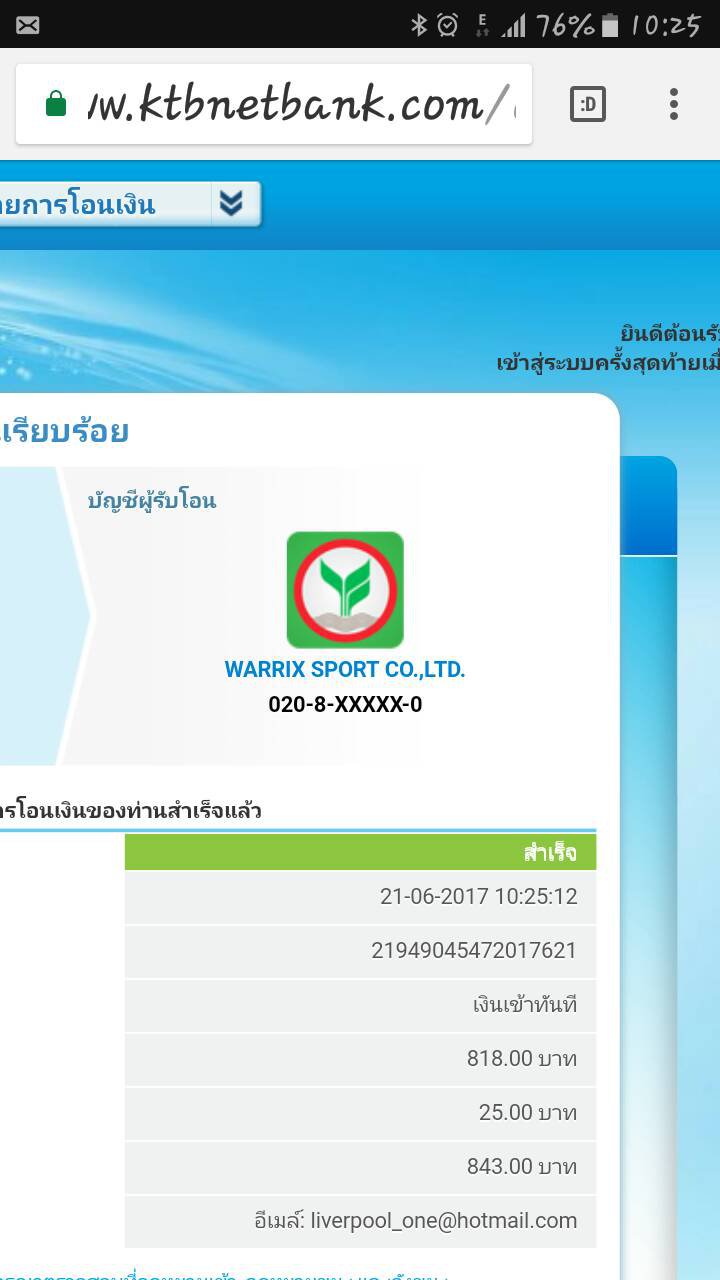 E 76% 10:25
w.ktbnetbank.com/
:D
ยการโอนเงิน
ยินดีต้อนรับ
เข้าสู่ระบบครั้งสุดท้ายเมื่
เรียบร้อย
บัญชีผู้รับโอน
WARRIX SPORT CO.,LTD.
020-8-XXXXX-0
รโอนเงินของท่านสำเร็จแล้ว
สำเร็จ
21-06-2017 10:25:12
21949045472017621
เงินเข้าทันที
818.00 บาท
25.00 บาท
843.00 บาท
อีเมล์: liverpool_one@hotmail.com